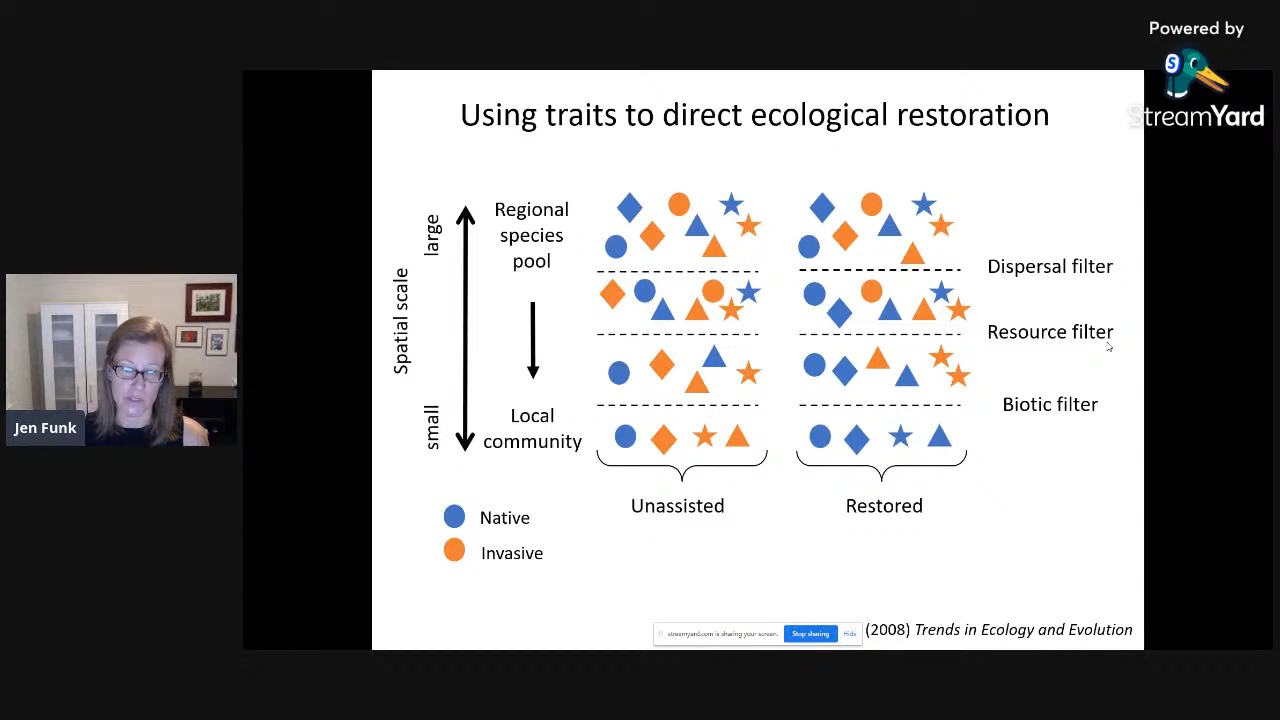 Powered by
StreamYard
Using traits to direct ecological restoration
Spatial scale
large
small
Regional
species
pool
Local
community
Dispersal filter
Resource filter
Biotic filter
Unassisted
Restored
Native
Invasive
Jen Funk
streamyard.com is sharing your screen.
Stop sharing
Hide
(2008) Trends in Ecology and Evolution